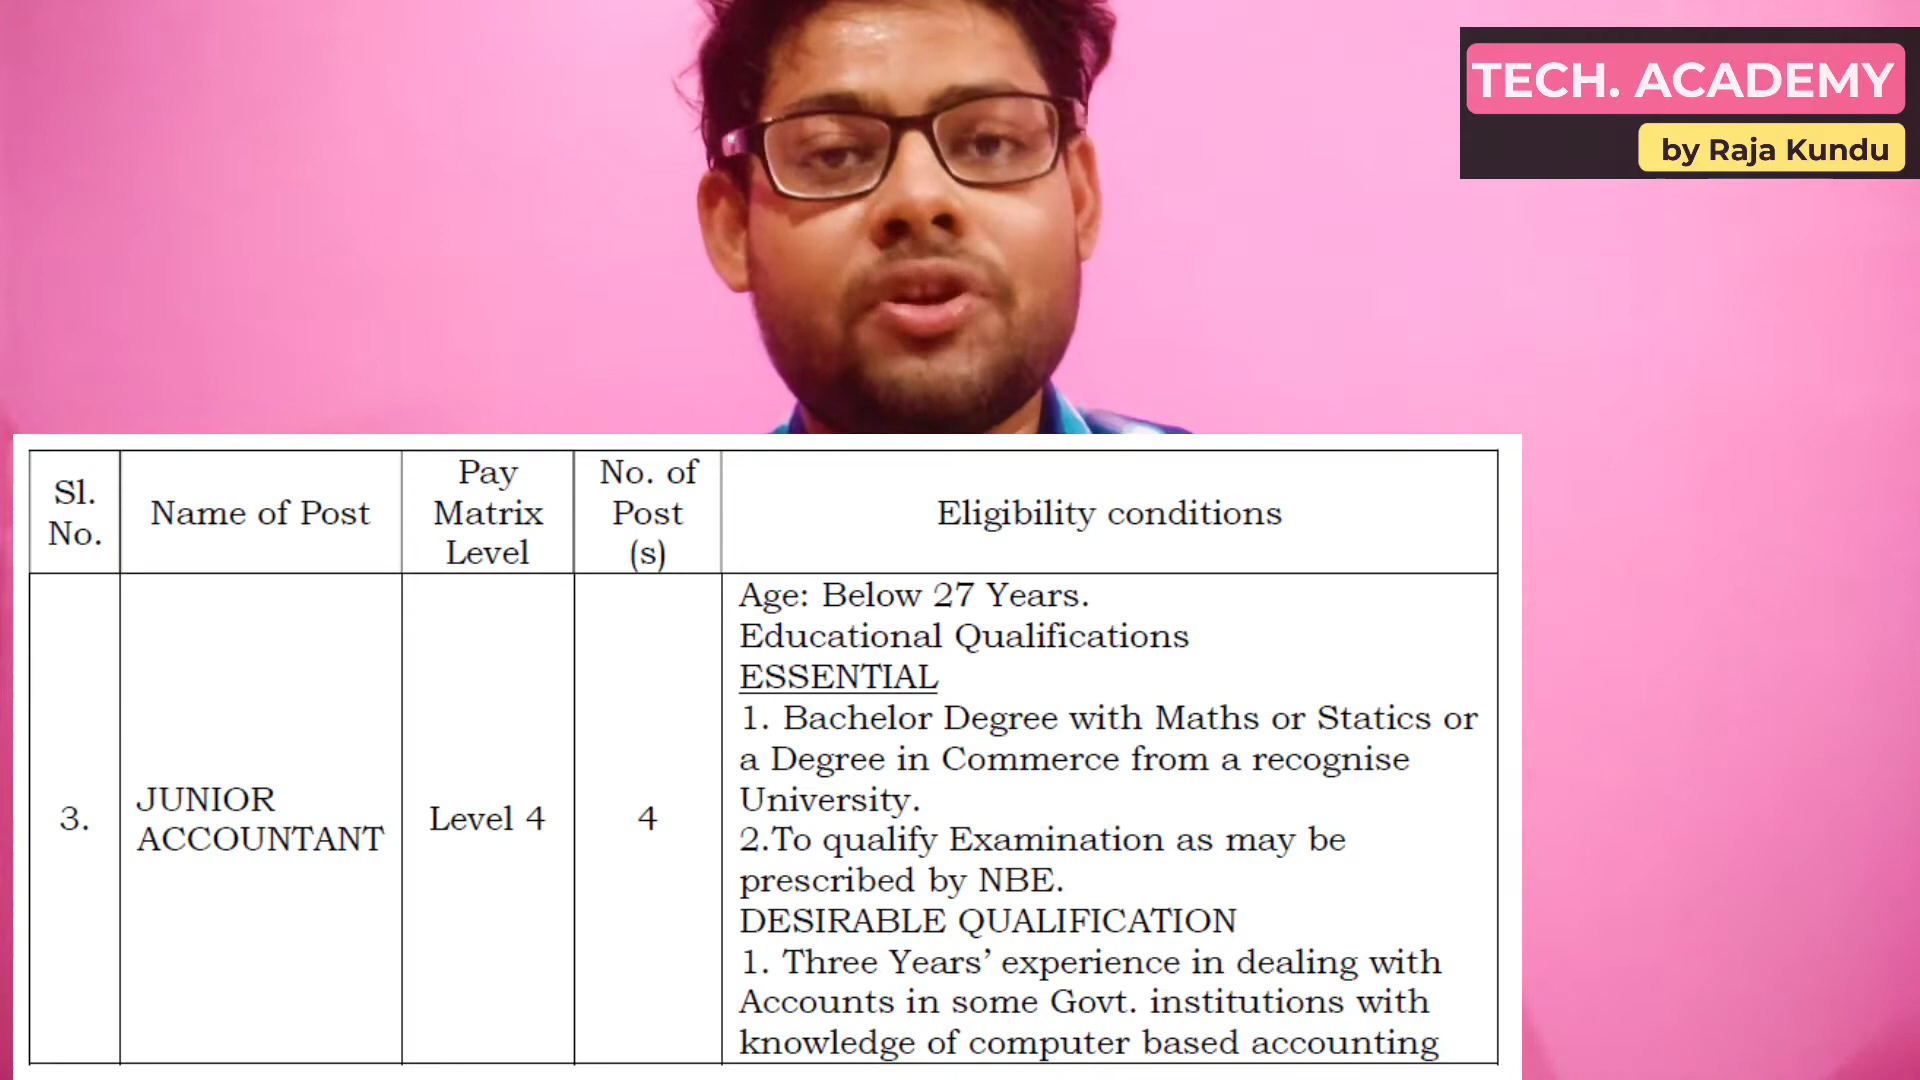 TECH. ACADEMY
by Raja Kundu
Sl.
No.
Name of Post
Pay
Matrix
Level
No. of
Post
(s)
Eligibility conditions
3.
JUNIOR
ACCOUNTANT
Level 4
4
Age: Below 27 Years.
Educational Qualifications
ESSENTIAL
1. Bachelor Degree with Maths or Statics or
a Degree in Commerce from a recognise
University.
2.To qualify Examination as may be
prescribed by NBE.
DESIRABLE QUALIFICATION
1. Three Years’ experience in dealing with
Accounts in some Govt. institutions with
knowledge of computer based accounting